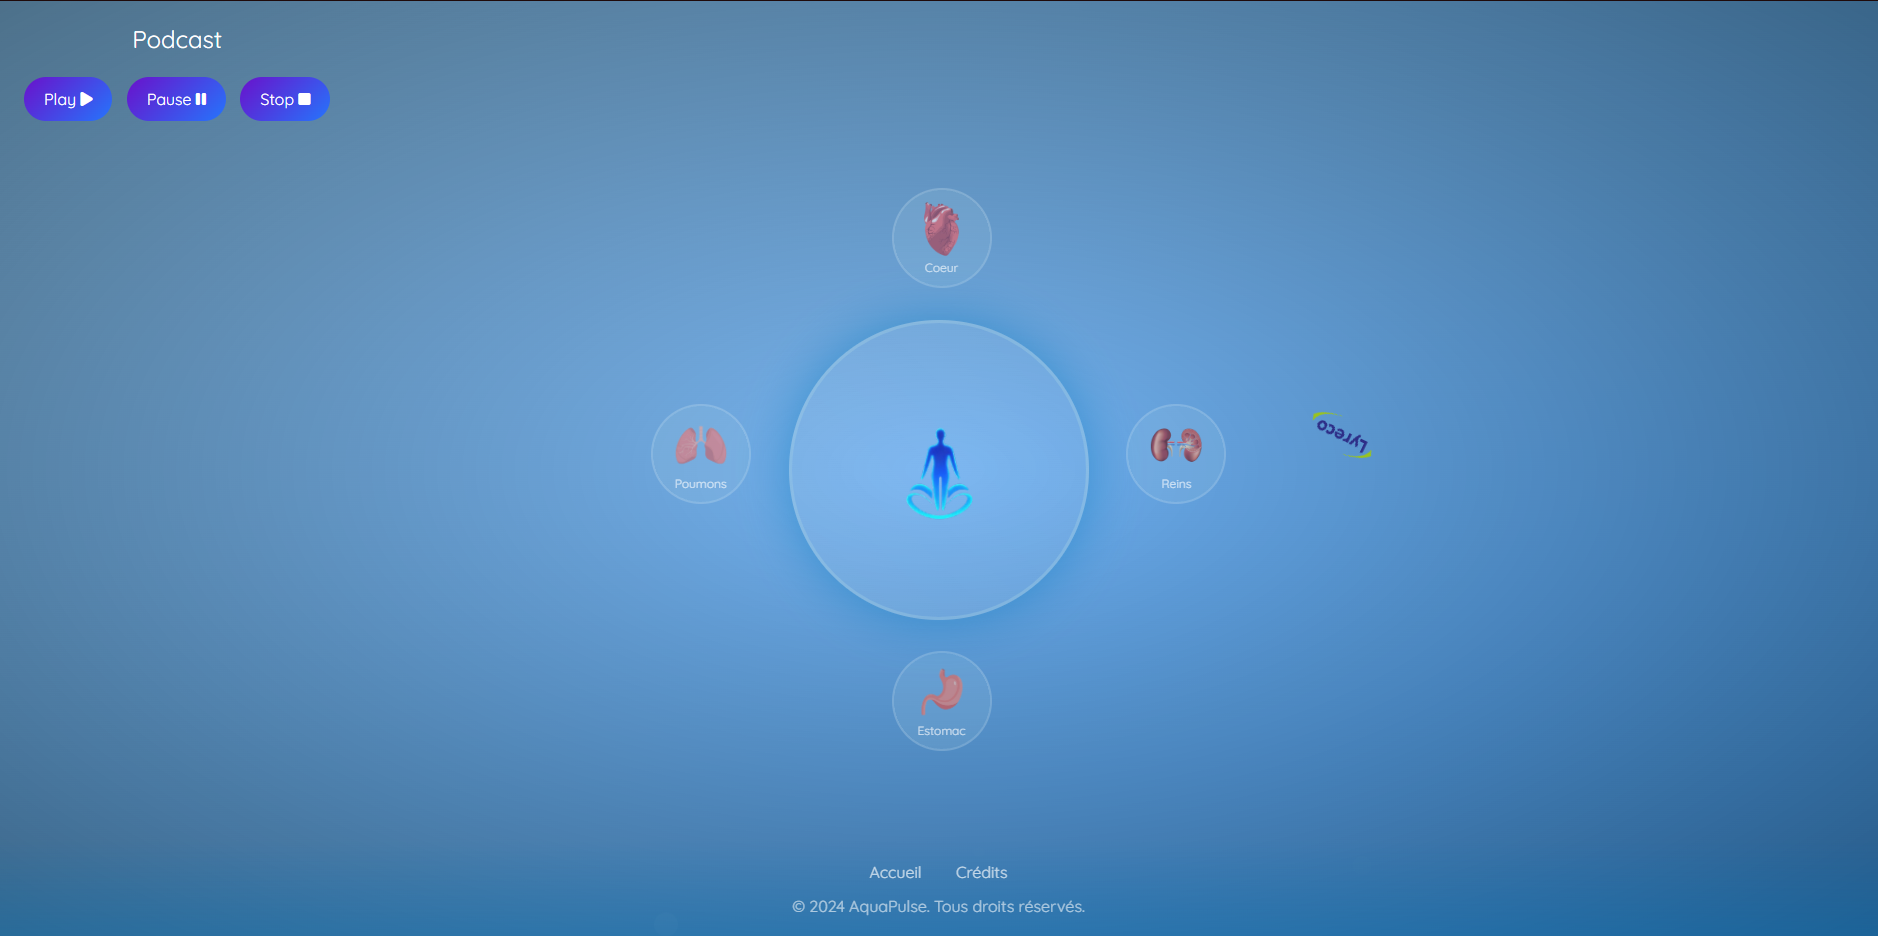 Podcast
Play
Pause
Stop
Coeur
Poumons
Reins
Lyreco
Estomac
Accueil
Crédits
© 2024 AquaPulse. Tous droits réservés.